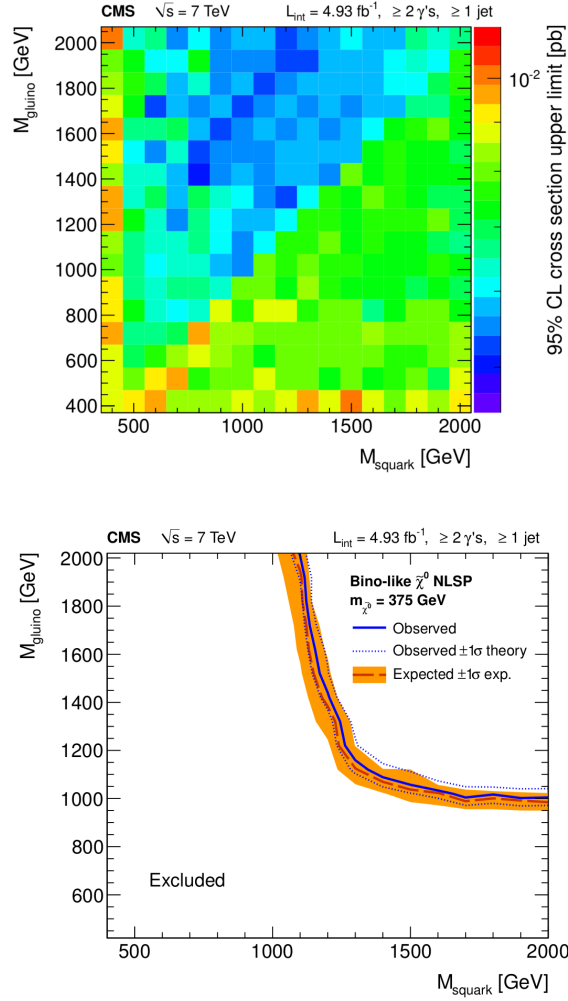 CMS √s = 7 TeV L_int = 4.93 fb⁻¹, ≥ 2 γ's, ≥ 1 jet
M_gluino [GeV]
2000
1800
1600
1400
1200
1000
800
600
400
500 1000 1500 2000
M_squark [GeV]
10⁻²
95% CL cross section upper limit [pb]
CMS √s = 7 TeV L_int = 4.93 fb⁻¹, ≥ 2 γ's, ≥ 1 jet
M_gluino [GeV]
2000
1800
1600
1400
1200
1000
800
600
Bino-like χ̃⁰ NLSP
m_χ̃⁰ = 375 GeV
Observed
Observed ±1σ theory
Expected ±1σ exp.
Excluded
500 1000 1500 2000
M_squark [GeV]